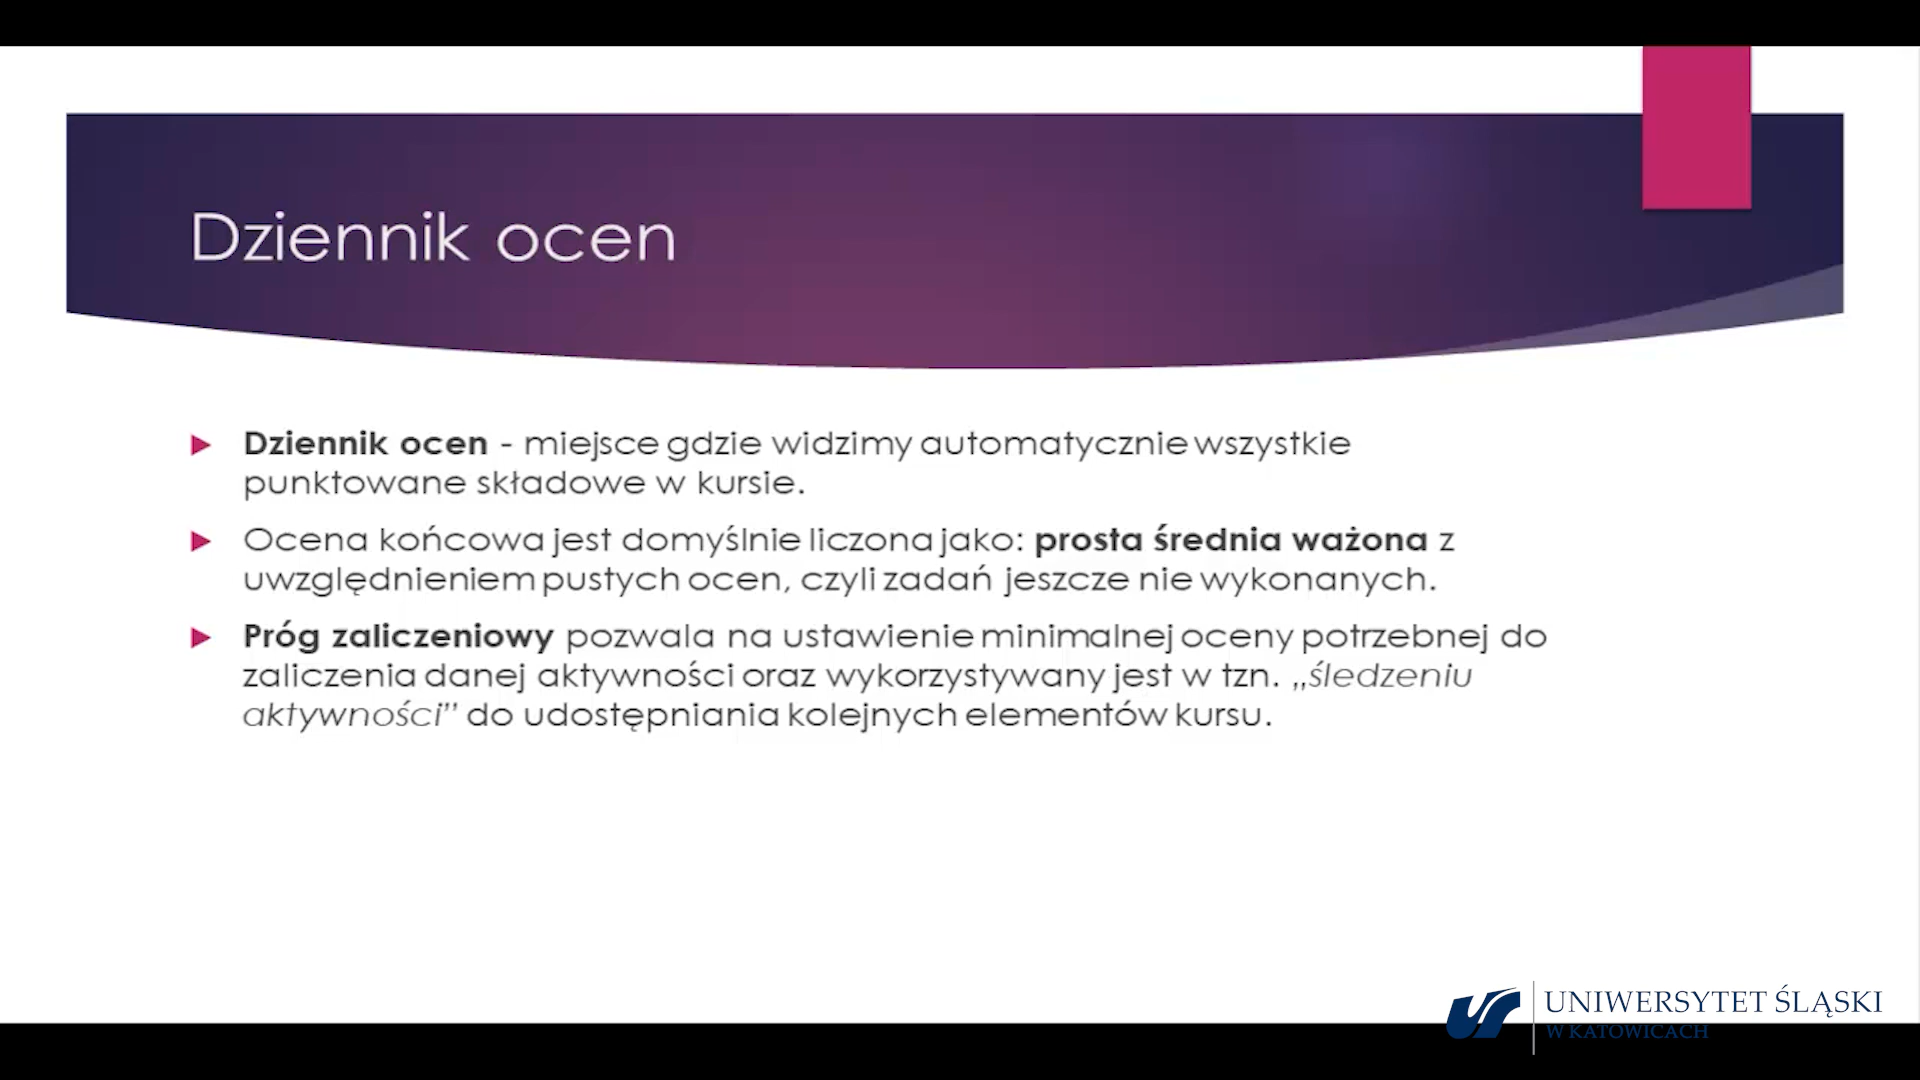 Dziennik ocen
Dziennik ocen - miejsce gdzie widzimy automatycznie wszystkie
punktowane składowe w kursie.
Ocena końcowa jest domyślnie liczona jako: prosta średnia ważona z
uwzględnieniem pustych ocen, czyli zadań jeszcze nie wykonanych.
Próg zaliczeniowy pozwala na ustawienie minimalnej oceny potrzebnej do
zaliczenia danej aktywności oraz wykorzystywany jest w tzn. „śledzeniu
aktywności” do udostępniania kolejnych elementów kursu.
UNIWERSYTET ŚLĄSKI
W KATOWICACH